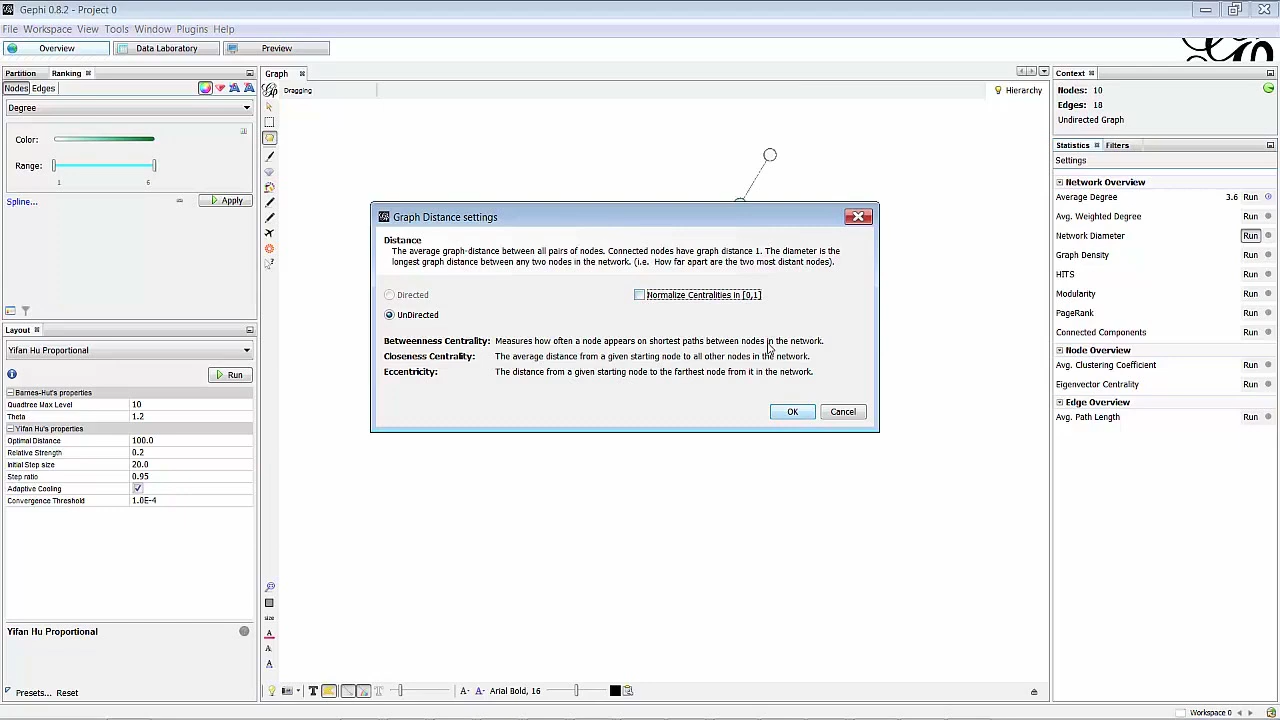 Gephi 0.8.2 - Project 0
File Workspace View Tools Window Plugins Help
Overview Data Laboratory Preview
Partition Ranking
Nodes Edges
Degree
Color:
Range:
1 6
Spline... Apply
Layout
Yifan Hu Proportional
Run
Barnes-Hut's properties
Quadtree Max Level 10
Theta 1.2
Yifan Hu's properties
Optimal Distance 100.0
Relative Strength 0.2
Initial Step size 20.0
Step ratio 0.95
Adaptive Cooling
Convergence Threshold 1.0E-4
Yifan Hu Proportional
Presets... Reset
Graph
Dragging
Hierarchy
Graph Distance settings
Distance
The average graph-distance between all pairs of nodes. Connected nodes have graph distance 1. The diameter is the
longest graph distance between any two nodes in the network. (i.e. How far apart are the two most distant nodes).
Directed
Normalize Centralities in [0,1]
UnDirected
Betweenness Centrality: Measures how often a node appears on shortest paths between nodes in the network.
Closeness Centrality: The average distance from a given starting node to all other nodes in the network.
Eccentricity: The distance from a given starting node to the farthest node from it in the network.
OK Cancel
size
A
A
A
T T A- A- Arial Bold, 16
Context
Nodes: 10
Edges: 18
Undirected Graph
Statistics Filters
Settings
Network Overview
Average Degree 3.6 Run
Avg. Weighted Degree Run
Network Diameter Run
Graph Density Run
HITS Run
Modularity Run
PageRank Run
Connected Components Run
Node Overview
Avg. Clustering Coefficient Run
Eigenvector Centrality Run
Edge Overview
Avg. Path Length Run
Workspace 0